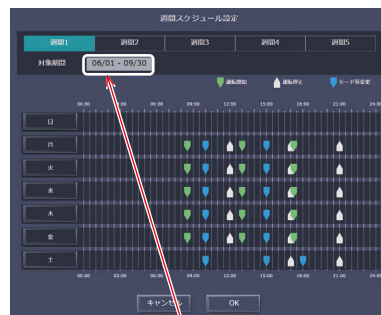 週間スケジュール設定
週間1 週間2 週間3 週間4 週間5
対象期間 06/01 - 09/30
運転開始 運転停止 モード等変更
00:00 03:00 06:00 09:00 12:00 15:00 18:00 21:00 24:00
日
月
火
水
木
金
土
00:00 03:00 06:00 09:00 12:00 15:00 18:00 21:00 24:00
キャンセル OK